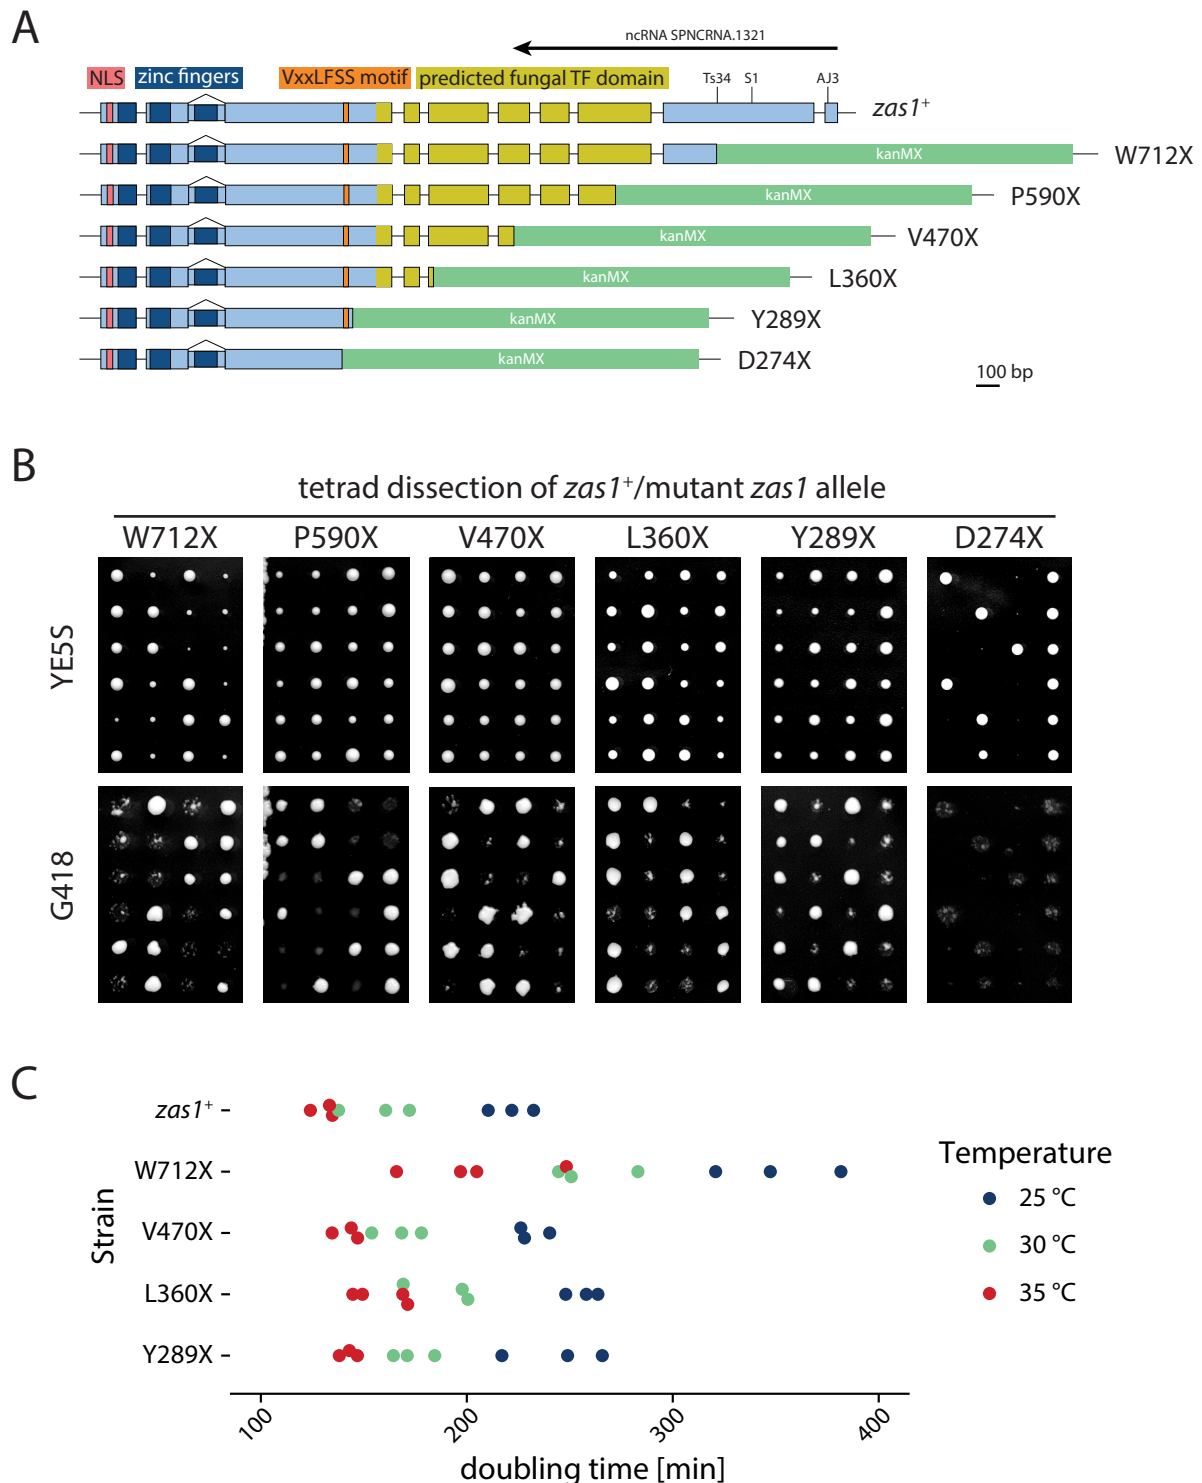 A
ncRNA SPNCRNA.1321
NLS zinc fingers VxxLFSS motif predicted fungal TF domain Ts34 S1 AJ3
zas1+
kanMX W712X
kanMX P590X
kanMX V470X
kanMX L360X
kanMX Y289X
kanMX D274X
100 bp
B
tetrad dissection of zas1+/mutant zas1 allele
W712X P590X V470X L360X Y289X D274X
YE5S
G418
C
Strain
zas1+
W712X
V470X
L360X
Y289X
100 200 300 400
doubling time [min]
Temperature
25 °C
30 °C
35 °C